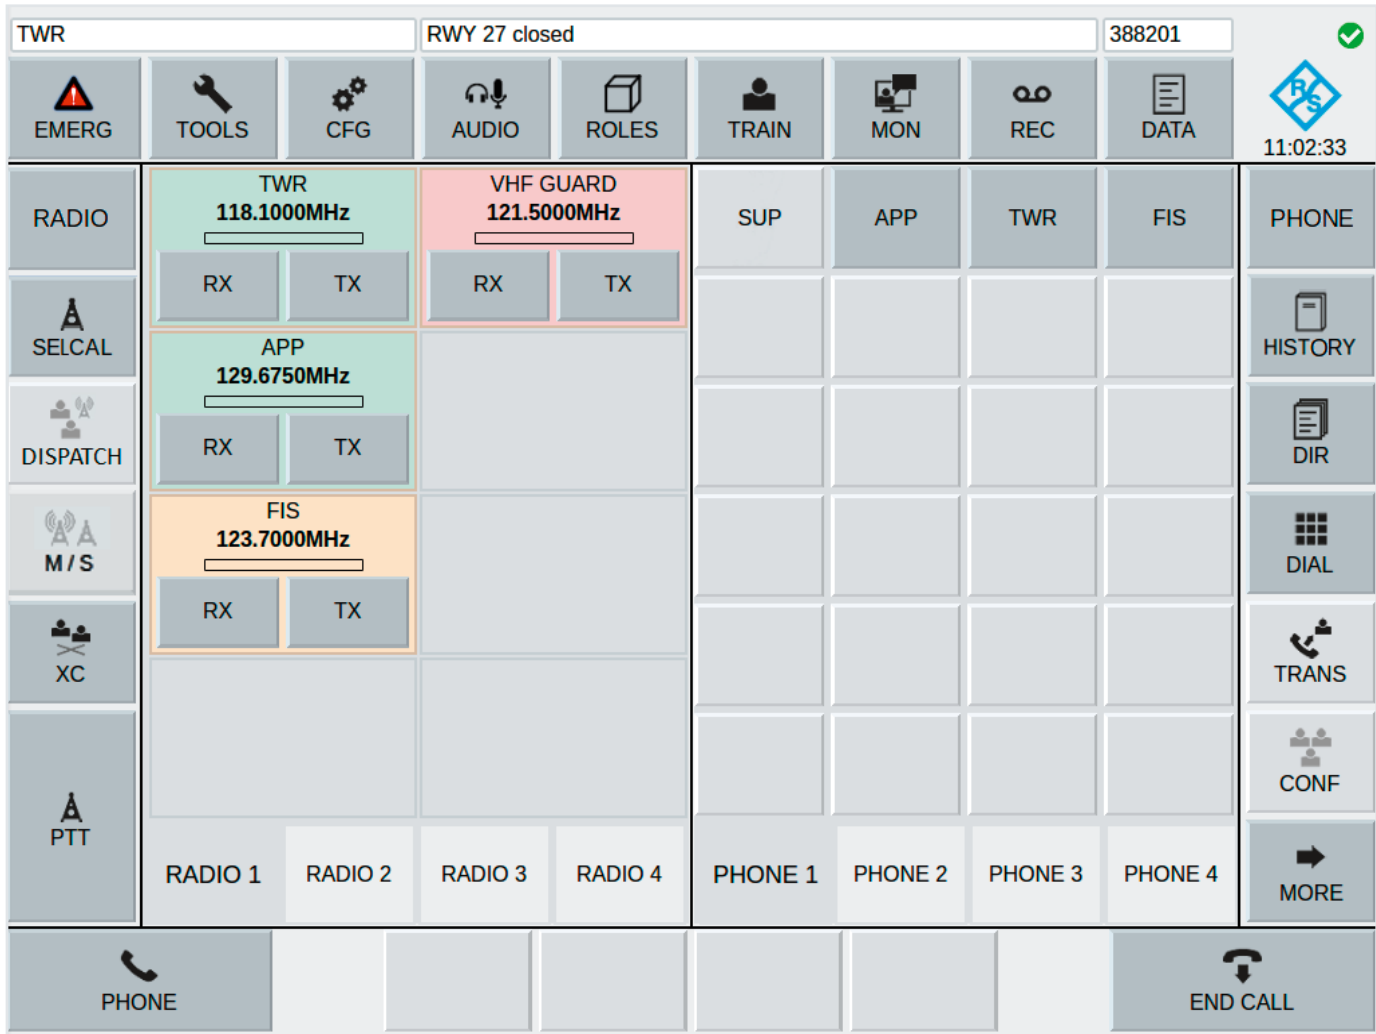 TWR
RWY 27 closed
388201
EMERG
TOOLS
CFG
AUDIO
ROLES
TRAIN
MON
REC
DATA
R/S
11:02:33
RADIO
SELCAL
DISPATCH
M / S
XC
PTT
TWR
118.1000MHz
RX
TX
VHF GUARD
121.5000MHz
RX
TX
APP
129.6750MHz
RX
TX
FIS
123.7000MHz
RX
TX
RADIO 1
RADIO 2
RADIO 3
RADIO 4
SUP
APP
TWR
FIS
PHONE 1
PHONE 2
PHONE 3
PHONE 4
PHONE
HISTORY
DIR
DIAL
TRANS
CONF
MORE
PHONE
END CALL